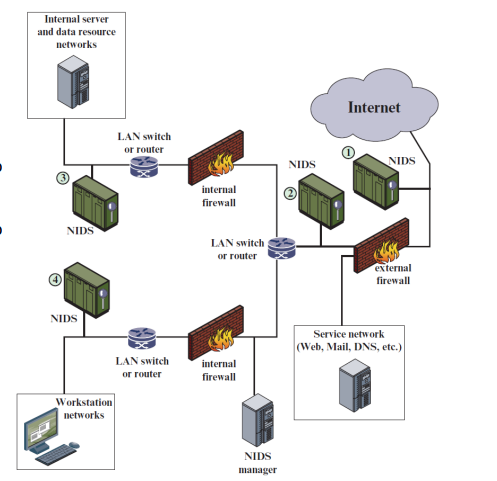 Internal server
and data resource
networks
Internet
LAN switch
or router
NIDS
1
NIDS
2
3
internal
firewall
NIDS
LAN switch
or router
4
external
firewall
NIDS
Service network
(Web, Mail, DNS, etc.)
LAN switch
or router
internal
firewall
Workstation
networks
NIDS
manager